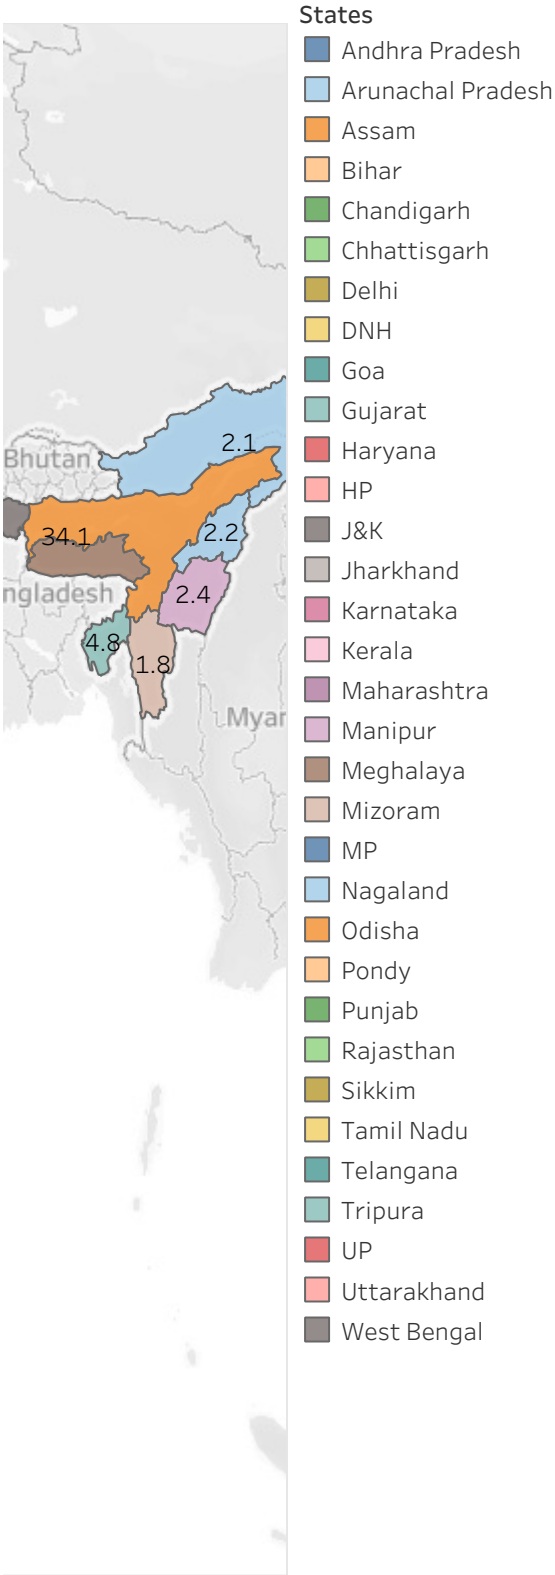 States
Andhra Pradesh
Arunachal Pradesh
Assam
Bihar
Chandigarh
Chhattisgarh
Delhi
DNH
Goa
Gujarat
Haryana
HP
J&K
Jharkhand
Karnataka
Kerala
Maharashtra
Manipur
Meghalaya
Mizoram
MP
Nagaland
Odisha
Pondy
Punjab
Rajasthan
Sikkim
Tamil Nadu
Telangana
Tripura
UP
Uttarakhand
West Bengal
2.1
Bhutan
34.1
2.2
ngladesh
2.4
4.8
1.8
Myar